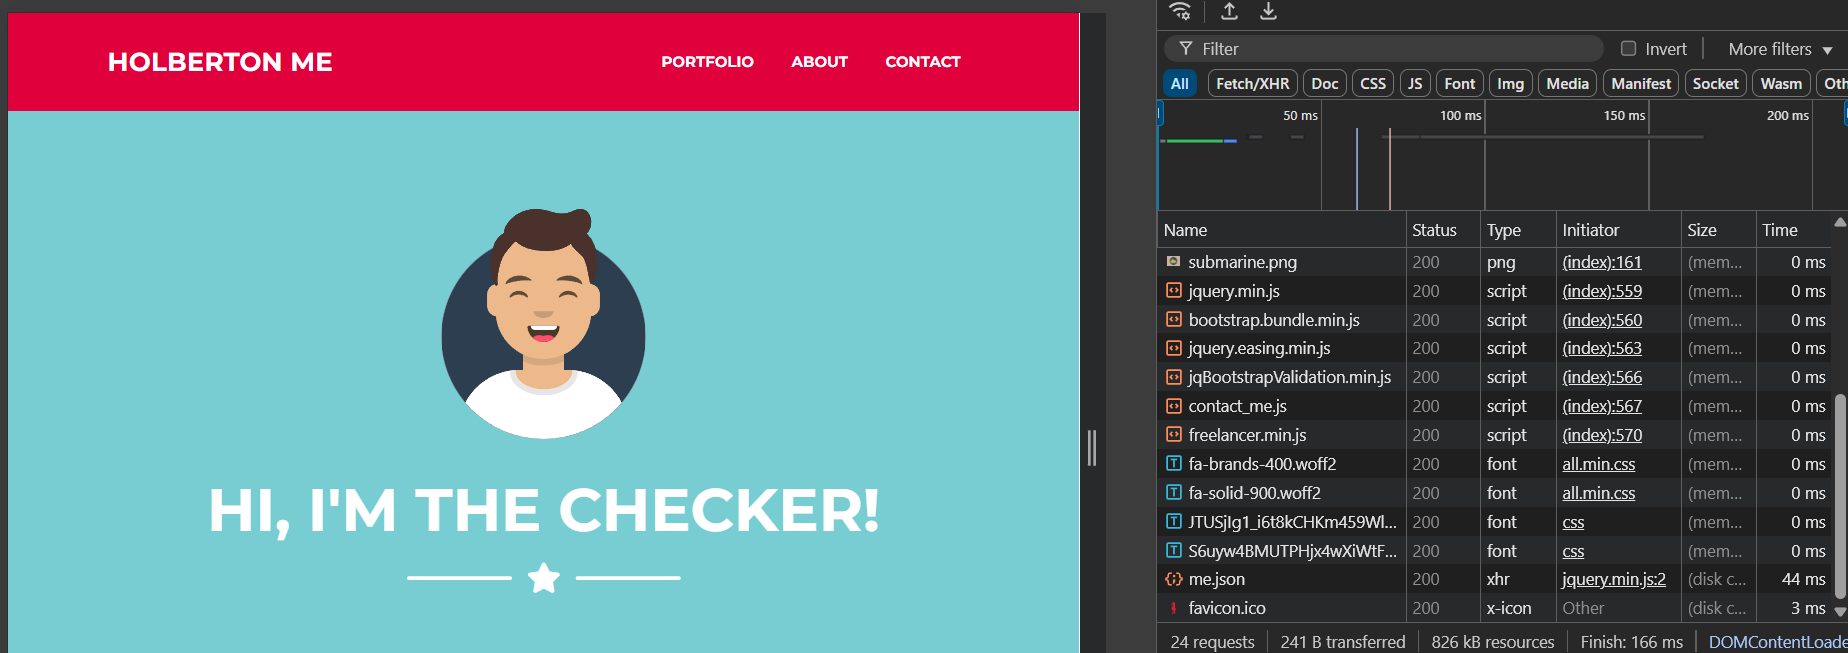 HOLBERTON ME
PORTFOLIO ABOUT CONTACT
HI, I'M THE CHECKER!
Filter Invert More filters
All Fetch/XHR Doc CSS JS Font Img Media Manifest Socket Wasm Oth
50 ms 100 ms 150 ms 200 ms
Name Status Type Initiator Size Time
submarine.png 200 png (index):161 (mem... 0 ms
jquery.min.js 200 script (index):559 (mem... 0 ms
bootstrap.bundle.min.js 200 script (index):560 (mem... 0 ms
jquery.easing.min.js 200 script (index):563 (mem... 0 ms
jqBootstrapValidation.min.js 200 script (index):566 (mem... 0 ms
contact_me.js 200 script (index):567 (mem... 0 ms
freelancer.min.js 200 script (index):570 (mem... 0 ms
fa-brands-400.woff2 200 font all.min.css (mem... 0 ms
fa-solid-900.woff2 200 font all.min.css (mem... 0 ms
JTUSjIg1_i6t8kCHKm459Wl... 200 font css (mem... 0 ms
S6uyw4BMUTPHjx4wXiWtF... 200 font css (mem... 0 ms
me.json 200 xhr jquery.min.js:2 (disk c... 44 ms
favicon.ico 200 x-icon Other (disk c... 3 ms
24 requests 241 B transferred 826 kB resources Finish: 166 ms DOMContentLoade